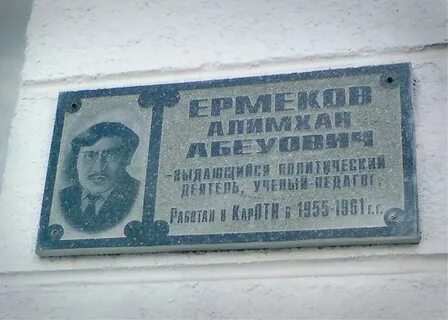 ЕРМЕКОВ
АЛИМХАН
АБЕУОВИЧ
-ВЫДАЮЩИЙСЯ ПОЛИТИЧЕСКИЙ
ДЕЯТЕЛЬ, УЧЕНЫЙ-ПЕДАГОГ.
РАБОТАЛ В КарПТИ в 1955-1961 г.г.